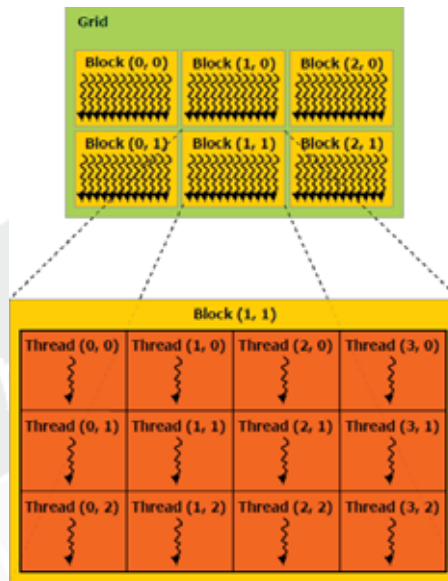 Grid
Block (0, 0) Block (1, 0) Block (2, 0)
Block (0, 1) Block (1, 1) Block (2, 1)
Block (1, 1)
Thread (0, 0) Thread (1, 0) Thread (2, 0) Thread (3, 0)
Thread (0, 1) Thread (1, 1) Thread (2, 1) Thread (3, 1)
Thread (0, 2) Thread (1, 2) Thread (2, 2) Thread (3, 2)